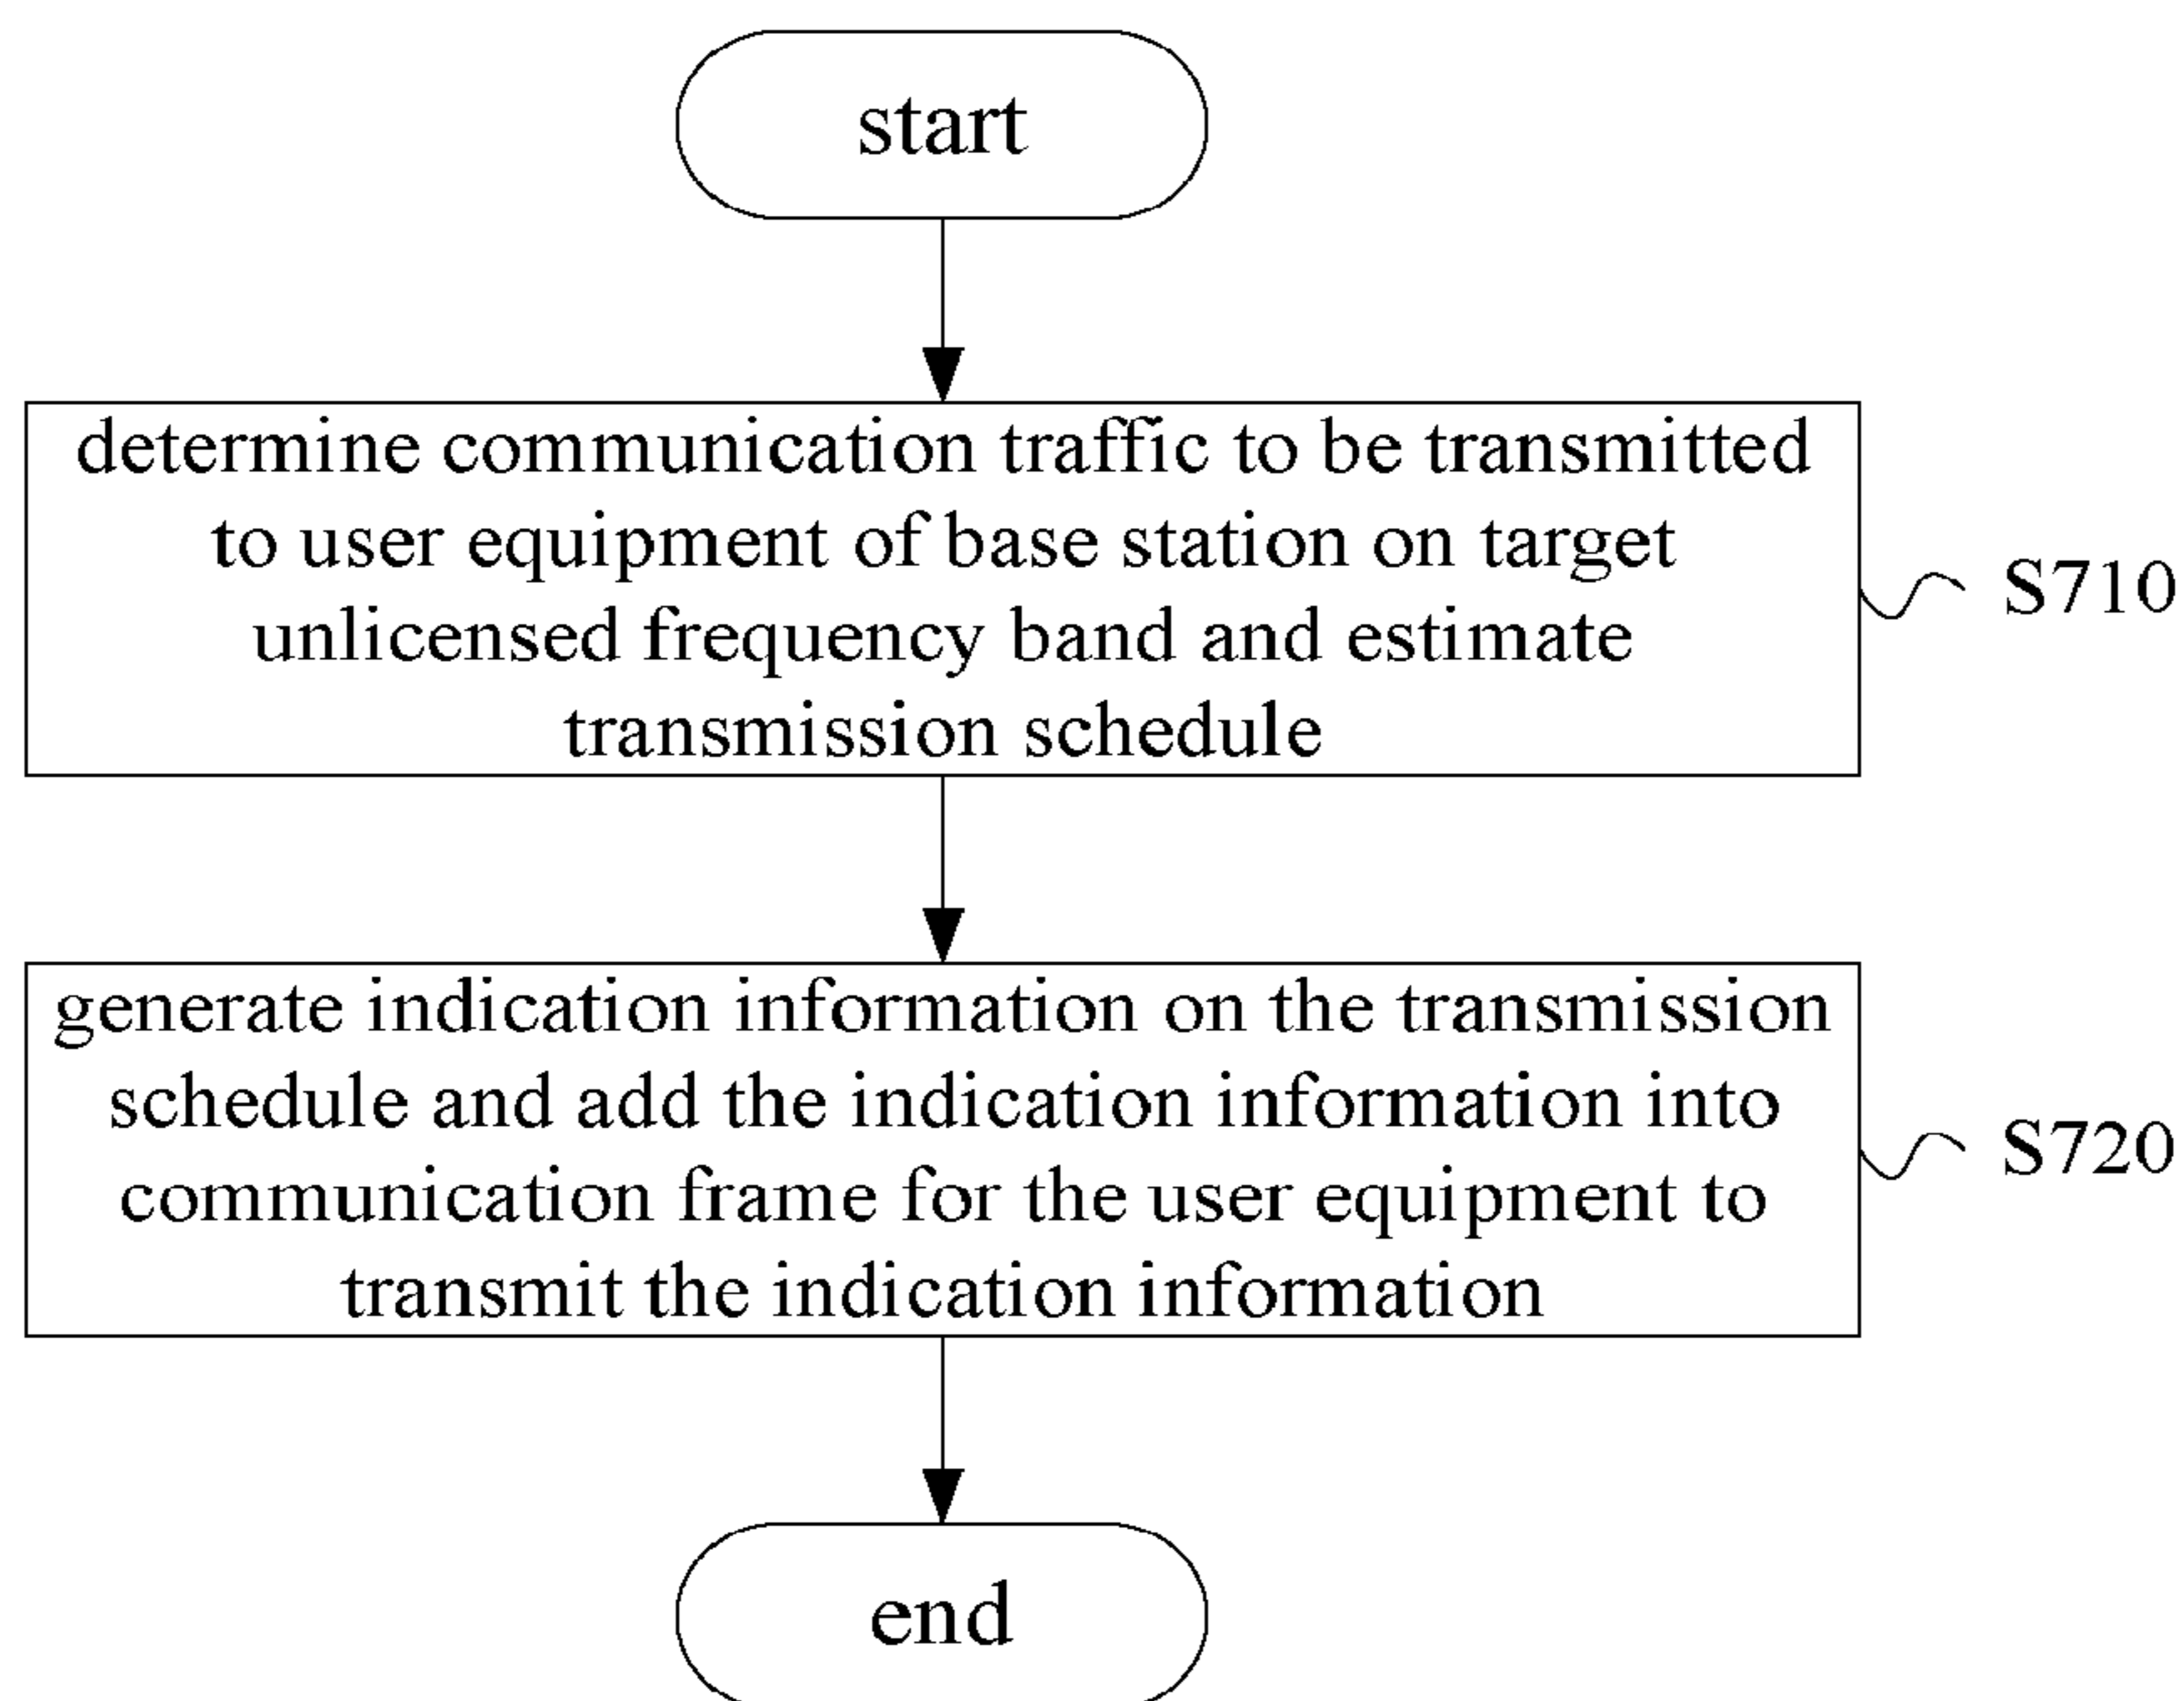 start
determine communication traffic to be transmitted
to user equipment of base station on target
unlicensed frequency band and estimate
transmission schedule
S710
generate indication information on the transmission
schedule and add the indication information into
communication frame for the user equipment to
transmit the indication information
S720
end